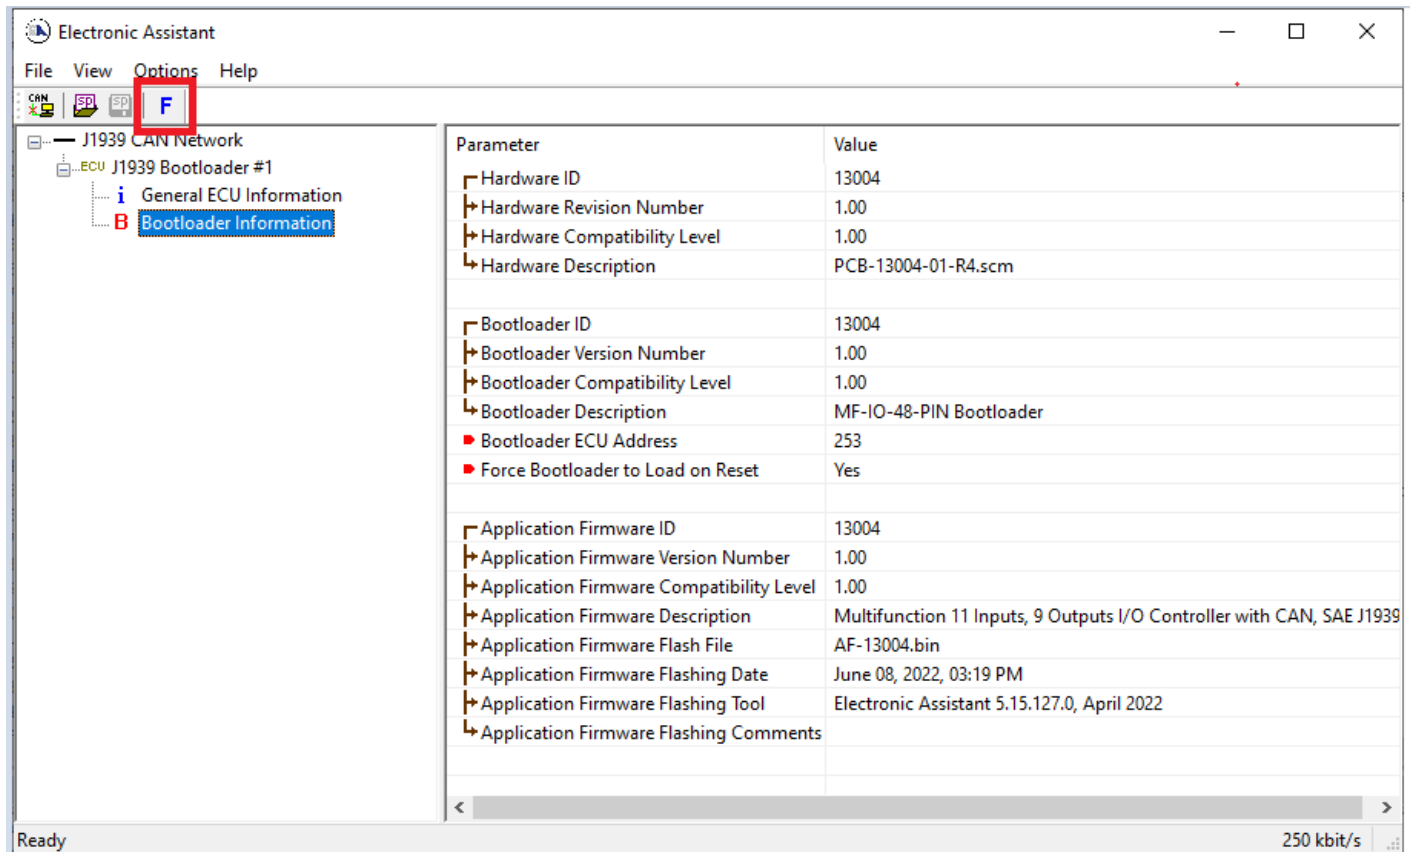 Electronic Assistant
File View Options Help
CAN SP SP F
J1939 CAN Network
ECU J1939 Bootloader #1
i General ECU Information
B Bootloader Information
Parameter Value
Hardware ID 13004
Hardware Revision Number 1.00
Hardware Compatibility Level 1.00
Hardware Description PCB-13004-01-R4.scm
Bootloader ID 13004
Bootloader Version Number 1.00
Bootloader Compatibility Level 1.00
Bootloader Description MF-IO-48-PIN Bootloader
Bootloader ECU Address 253
Force Bootloader to Load on Reset Yes
Application Firmware ID 13004
Application Firmware Version Number 1.00
Application Firmware Compatibility Level 1.00
Application Firmware Description Multifunction 11 Inputs, 9 Outputs I/O Controller with CAN, SAE J1939
Application Firmware Flash File AF-13004.bin
Application Firmware Flashing Date June 08, 2022, 03:19 PM
Application Firmware Flashing Tool Electronic Assistant 5.15.127.0, April 2022
Application Firmware Flashing Comments
Ready 250 kbit/s